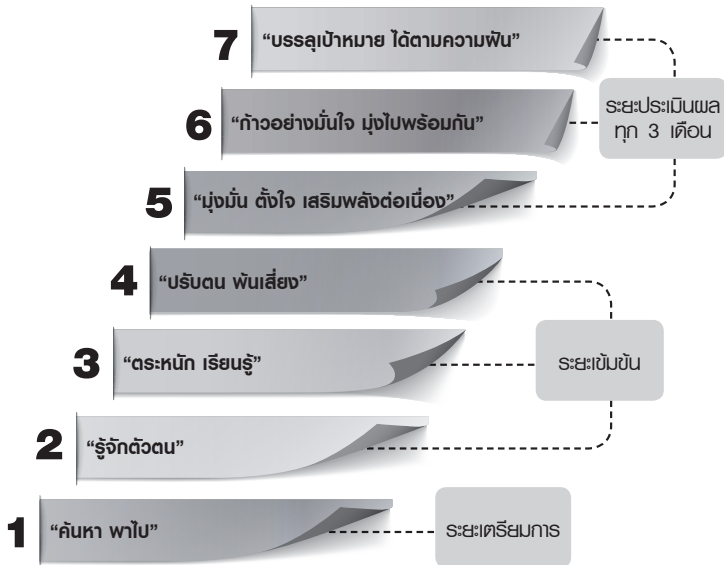 7 “บรรลุเป้าหมาย ได้ตามความฝัน”
6 “ก้าวอย่างมั่นใจ มุ่งไปพร้อมกัน”
ระยะประเมินผล
ทุก 3 เดือน
5 “มุ่งมั่น ตั้งใจ เสริมพลังต่อเนื่อง”
4 “ปรับตน พ้นเสี่ยง”
3 “ตระหนัก เรียนรู้”
ระยะเข้มข้น
2 “รู้จักตัวตน”
1 “ค้นหา พาไป”
ระยะเตรียมการ